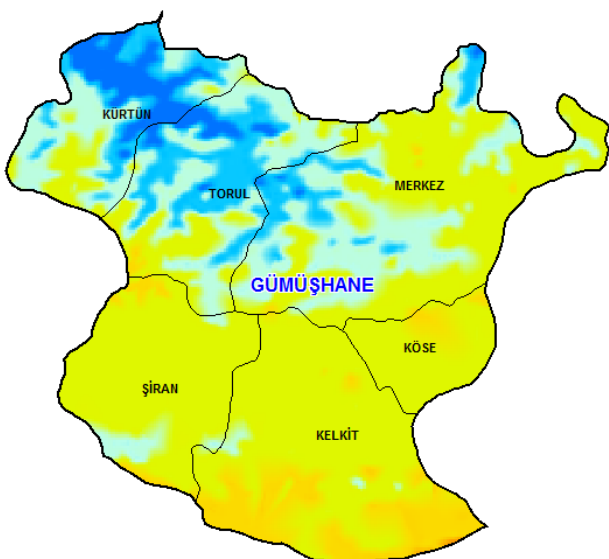 KURTÜN
TORUL
MERKEZ
GÜMÜŞHANE
KÖSE
ŞİRAN
KELKİT